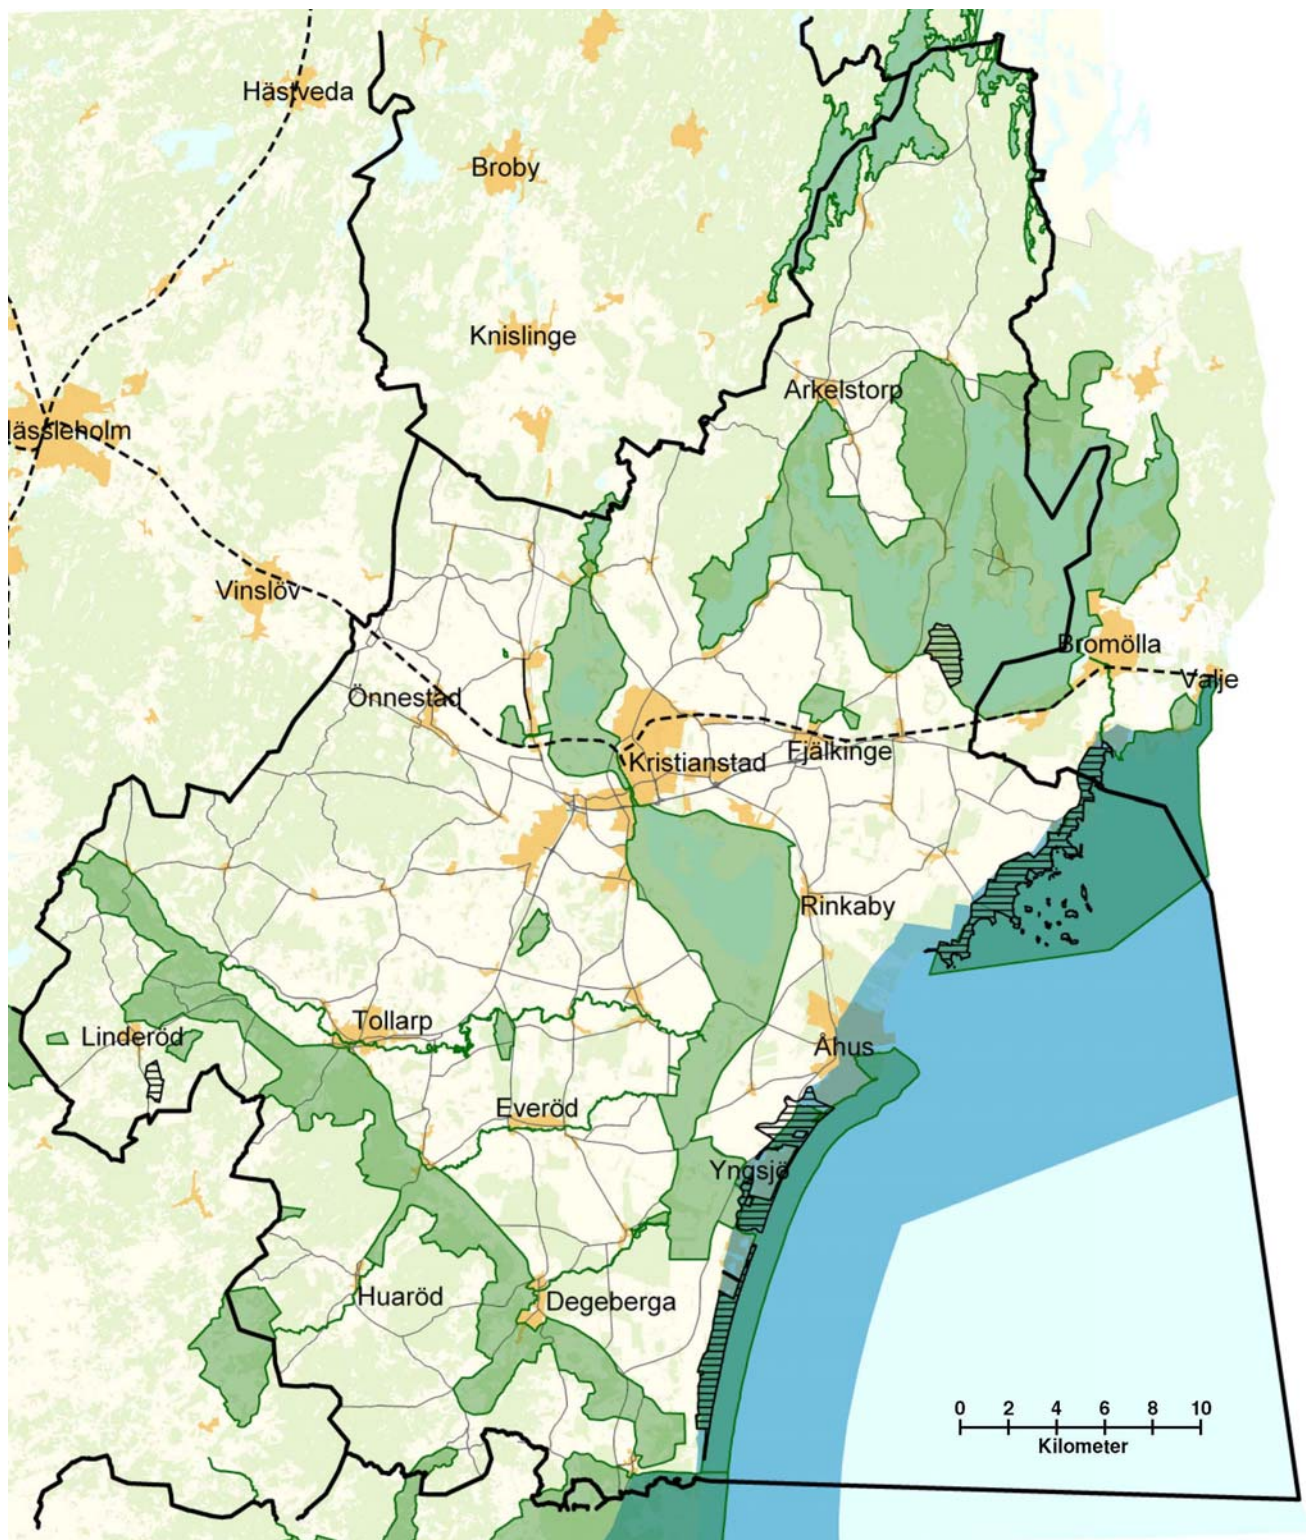 Hästveda
Broby
Knislinge
Arkelstorp
ässleholm
Vinslöv
Bromölla
Valje
Önnestad
Fjälkinge
Kristianstad
Rinkaby
Tollarp
Linderöd
Åhus
Everöd
Yngsjö
Huaröd
Degeberga
0 2 4 6 8 10
Kilometer